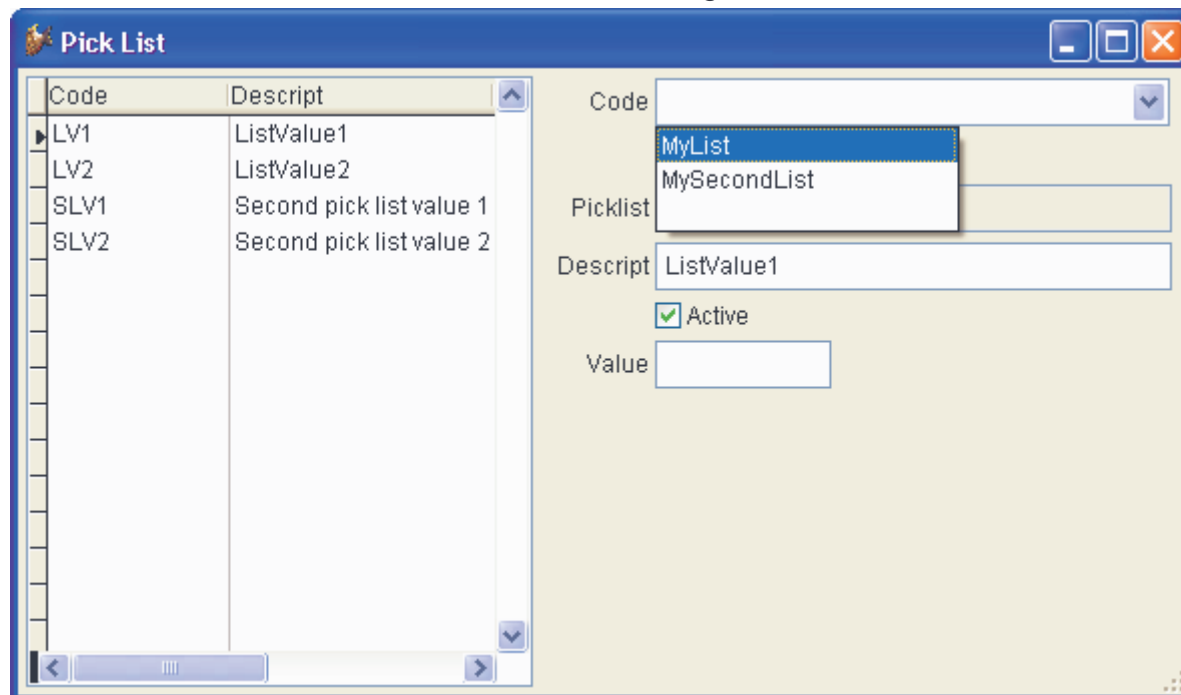 Pick List
Code Descript
LV1 ListValue1
LV2 ListValue2
SLV1 Second pick list value 1
SLV2 Second pick list value 2
Code
MyList
MySecondList
Picklist
Descript ListValue1
Active
Value